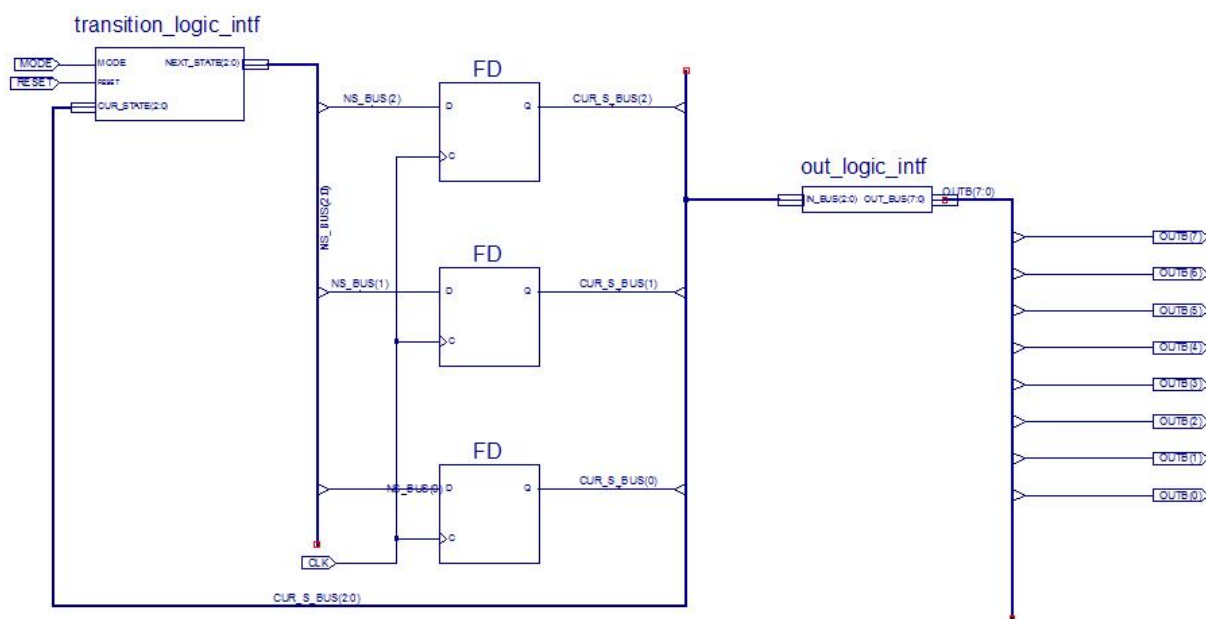 transition_logic_intf
MODE
MODE
NEXT_STATE(2:0)
RESET
RESET
CUR_STATE(2:0)
FD
NS_BUS(2)
D
Q
CUR_S_BUS(2)
C
NS_BUS(2:0)
out_logic_intf
IN_BUS(2:0)
OUT_BUS(7:0)
OUTB(7:0)
FD
NS_BUS(1)
D
Q
CUR_S_BUS(1)
C
OUTB(7)
OUTB(6)
OUTB(5)
OUTB(4)
OUTB(3)
OUTB(2)
OUTB(1)
OUTB(0)
FD
NS_BUS(0)
D
Q
CUR_S_BUS(0)
C
CLK
CUR_S_BUS(2:0)